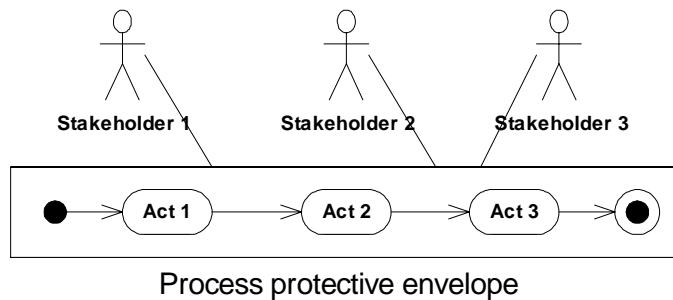 Stakeholder 1 Stakeholder 2 Stakeholder 3
Act 1 Act 2 Act 3
Process protective envelope